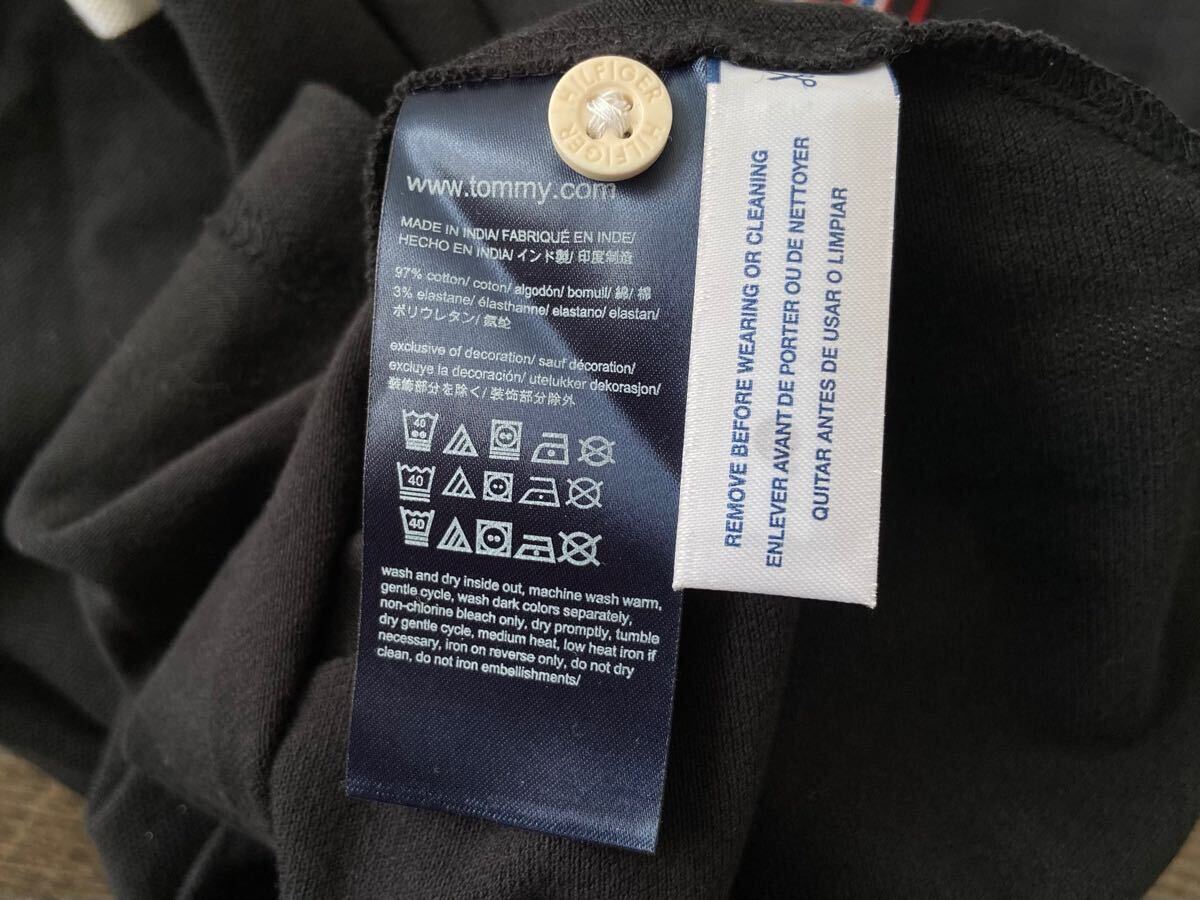 HILFIGER HILFIGER
www.tommy.com
MADE IN INDIA/ FABRIQUÉ EN INDE/
HECHO EN INDIA/ インド製/ 印度制造
97% cotton/ coton/ algodón/ bomull/ 綿/ 棉
3% elastane/ élasthanne/ elastano/ elastan/
ポリウレタン/ 氨纶
exclusive of decoration/ sauf décoration/
excluye la decoración/ utelukker dekorasjon/
装飾部分を除く/ 装饰部分除外
40
40
40
wash and dry inside out, machine wash warm,
gentle cycle, wash dark colors separately,
non-chlorine bleach only, dry promptly, tumble
dry gentle cycle, medium heat, low heat iron if
necessary, iron on reverse only, do not dry
clean, do not iron embellishments/
REMOVE BEFORE WEARING OR CLEANING
ENLEVER AVANT DE PORTER OU DE NETTOYER
QUITAR ANTES DE USAR O LIMPIAR